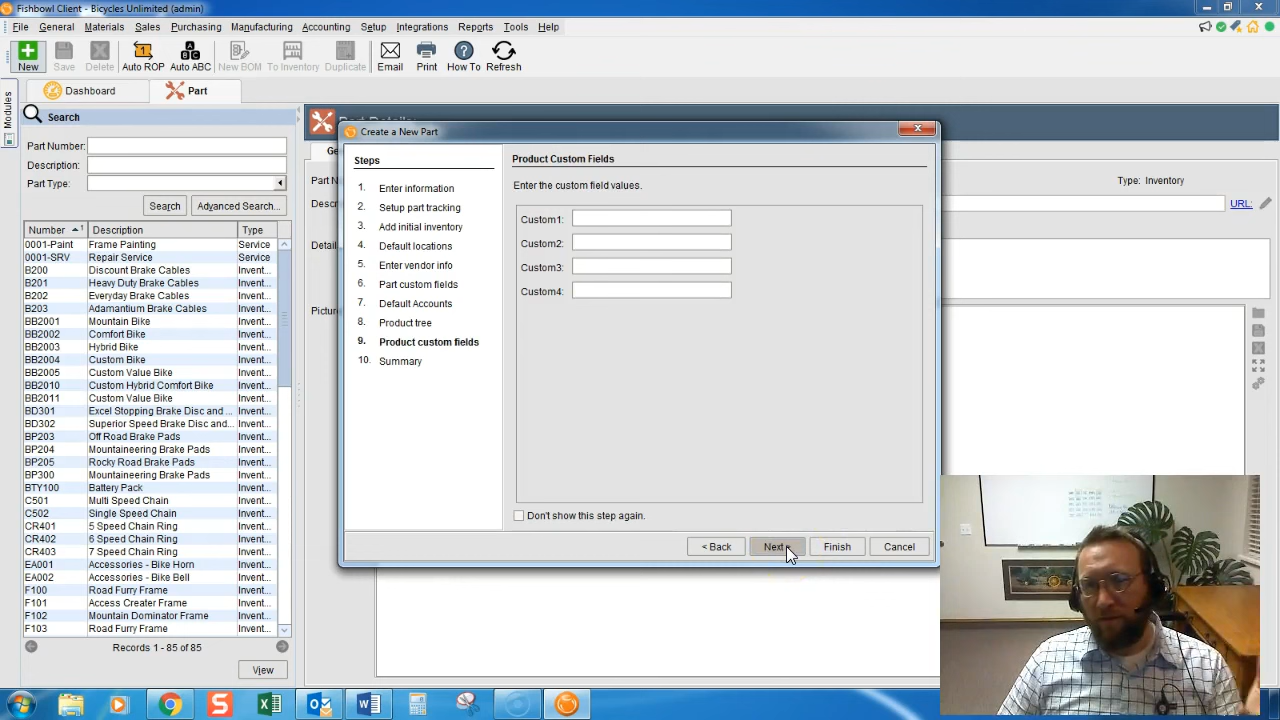 Fishbowl Client - Bicycles Unlimited (admin)
File General Materials Sales Purchasing Manufacturing Accounting Setup Integrations Reports Tools Help
New Save Delete Auto ROP Auto ABC New BOM To Inventory Duplicate Email Print How To Refresh
Modules
Dashboard Part
Search
Part Number:
Description:
Part Type:
Search Advanced Search...
Number 1 Description Type
0001-Paint Frame Painting Service
0001-SRV Repair Service Service
B200 Discount Brake Cables Invent...
B201 Heavy Duty Brake Cables Invent...
B202 Everyday Brake Cables Invent...
B203 Adamantium Brake Cables Invent...
BB2001 Mountain Bike Invent...
BB2002 Comfort Bike Invent...
BB2003 Hybrid Bike Invent...
BB2004 Custom Bike Invent...
BB2005 Custom Value Bike Invent...
BB2010 Custom Hybrid Comfort Bike Invent...
BB2011 Custom Value Bike Invent...
BD301 Excel Stopping Brake Disc and ... Invent...
BD302 Superior Speed Brake Disc and... Invent...
BP203 Off Road Brake Pads Invent...
BP204 Mountaineering Brake Pads Invent...
BP205 Rocky Road Brake Pads Invent...
BP300 Mountaineering Brake Pads Invent...
BTY100 Battery Pack Invent...
C501 Multi Speed Chain Invent...
C502 Single Speed Chain Invent...
CR401 5 Speed Chain Ring Invent...
CR402 6 Speed Chain Ring Invent...
CR403 7 Speed Chain Ring Invent...
EA001 Accessories - Bike Horn Invent...
EA002 Accessories - Bike Bell Invent...
F100 Road Furry Frame Invent...
F101 Access Creater Frame Invent...
F102 Mountain Dominator Frame Invent...
F103 Road Furry Frame Invent...
Records 1 - 85 of 85
View
Ge
Part N
Descr
Detail
Pictur
Type: Inventory
URL:
Create a New Part
Steps
1. Enter information
2. Setup part tracking
3. Add initial inventory
4. Default locations
5. Enter vendor info
6. Part custom fields
7. Default Accounts
8. Product tree
9. Product custom fields
10. Summary
Product Custom Fields
Enter the custom field values.
Custom1:
Custom2:
Custom3:
Custom4:
Don't show this step again.
< Back Next Finish Cancel